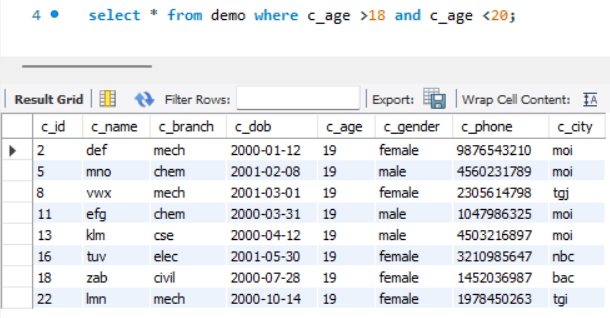 4 select * from demo where c_age >18 and c_age <20;
Result Grid Filter Rows: Export: Wrap Cell Content:
c_id c_name c_branch c_dob c_age c_gender c_phone c_city
2 def mech 2000-01-12 19 female 9876543210 moi
5 mno chem 2001-02-08 19 male 4560231789 moi
8 vwx mech 2001-03-01 19 female 2305614798 tgj
11 efg chem 2000-03-31 19 male 1047986325 moi
13 klm cse 2000-04-12 19 male 4503216897 moi
16 tuv elec 2001-05-30 19 female 3210985647 nbc
18 zab civil 2000-07-28 19 female 1452036987 bac
22 lmn mech 2000-10-14 19 female 1978450263 tgi